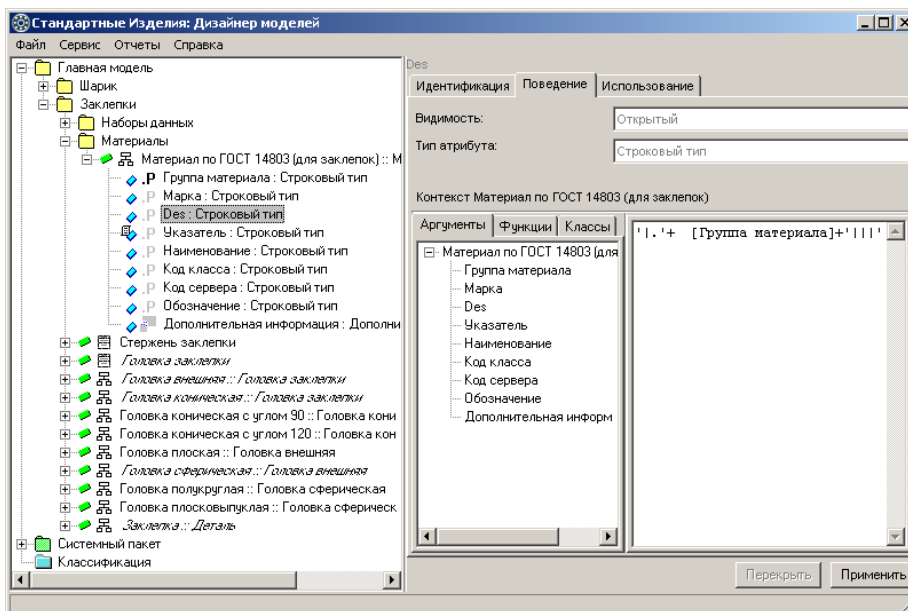 Стандартные Изделия: Дизайнер моделей
Файл Сервис Отчеты Справка
Главная модель
Шарик
Заклепки
Наборы данных
Материалы
Материал по ГОСТ 14803 (для заклепок) :: М
.P Группа материала : Строковый тип
.P Марка : Строковый тип
.P Des : Строковый тип
.P Указатель : Строковый тип
.P Наименование : Строковый тип
.P Код класса : Строковый тип
.P Код сервера : Строковый тип
.P Обозначение : Строковый тип
Дополнительная информация : Дополни
Стержень заклепки
Головка заклепки
Головка внешняя :: Головка заклепки
Головка коническая :: Головка заклепки
Головка коническая с углом 90 :: Головка кони
Головка коническая с углом 120 :: Головка кон
Головка плоская :: Головка внешняя
Головка сферическая :: Головка внешняя
Головка полукруглая :: Головка сферическая
Головка плосковыпуклая :: Головка сферическ
Заклепка :: Деталь
Системный пакет
Классификация
Des
Идентификация Поведение Использование
Видимость: Открытый
Тип атрибута: Строковый тип
Контекст Материал по ГОСТ 14803 (для заклепок)
Аргументы Функции Классы
Материал по ГОСТ 14803 (для
Группа материала
Марка
Des
Указатель
Наименование
Код класса
Код сервера
Обозначение
Дополнительная информ
'|.'+ [Группа материала]+'|||'
Перекрыть Применить